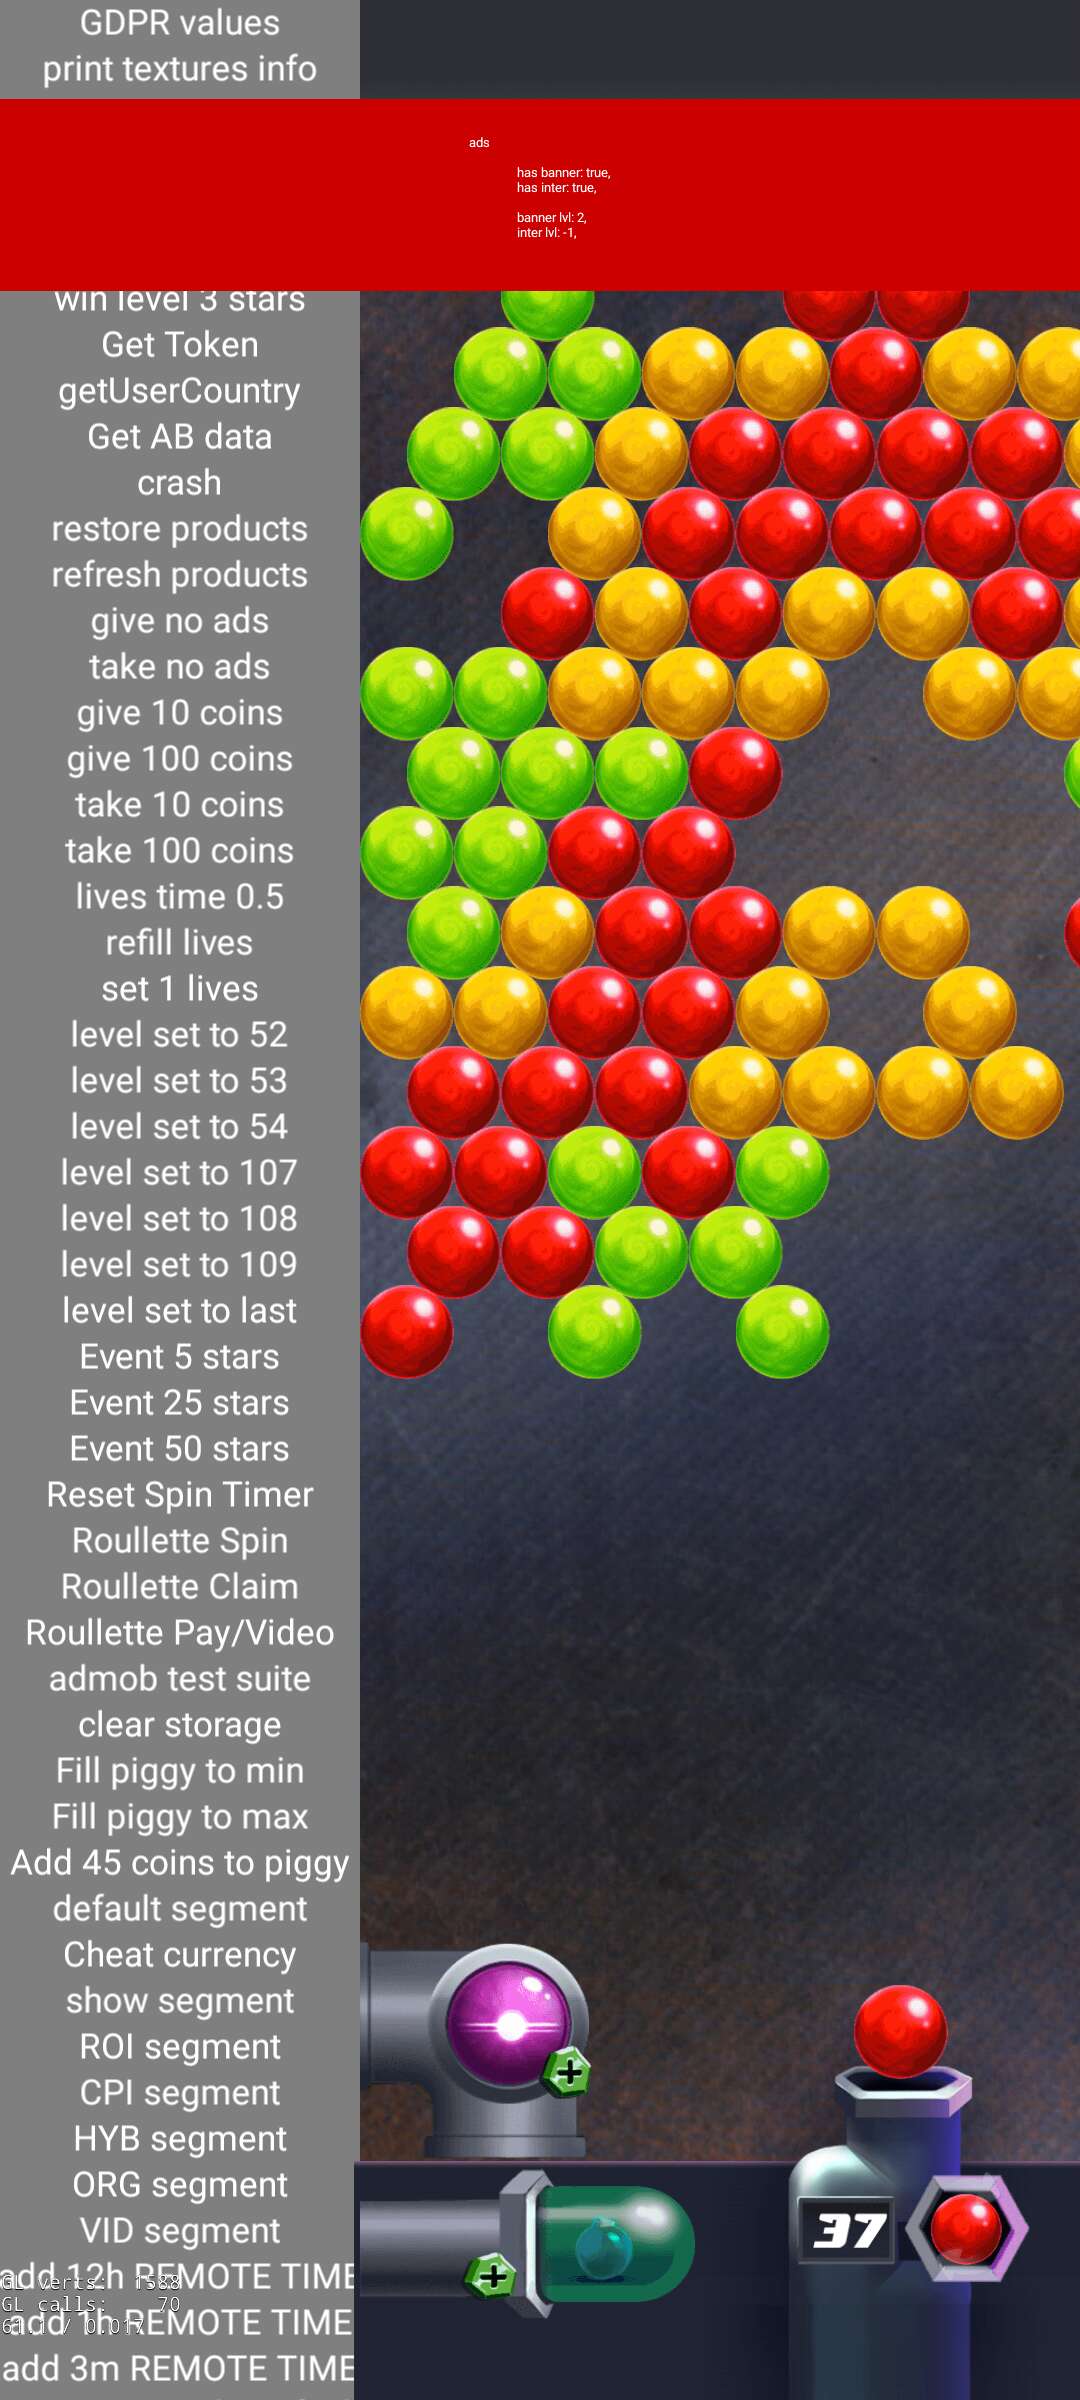 GDPR values
print textures info
ads
has banner: true,
has inter: true,
banner lvl: 2,
inter lvl: -1,
win level 3 stars
Get Token
getUserCountry
Get AB data
crash
restore products
refresh products
give no ads
take no ads
give 10 coins
give 100 coins
take 10 coins
take 100 coins
lives time 0.5
refill lives
set 1 lives
level set to 52
level set to 53
level set to 54
level set to 107
level set to 108
level set to 109
level set to last
Event 5 stars
Event 25 stars
Event 50 stars
Reset Spin Timer
Roullette Spin
Roullette Claim
Roullette Pay/Video
admob test suite
clear storage
Fill piggy to min
Fill piggy to max
Add 45 coins to piggy
default segment
Cheat currency
show segment
ROI segment
CPI segment
HYB segment
ORG segment
VID segment
37
add 12h REMOTE TIME
GL verts: 1588
GL calls: 70
add 1h REMOTE TIME
/ 0.017
add 3m REMOTE TIME